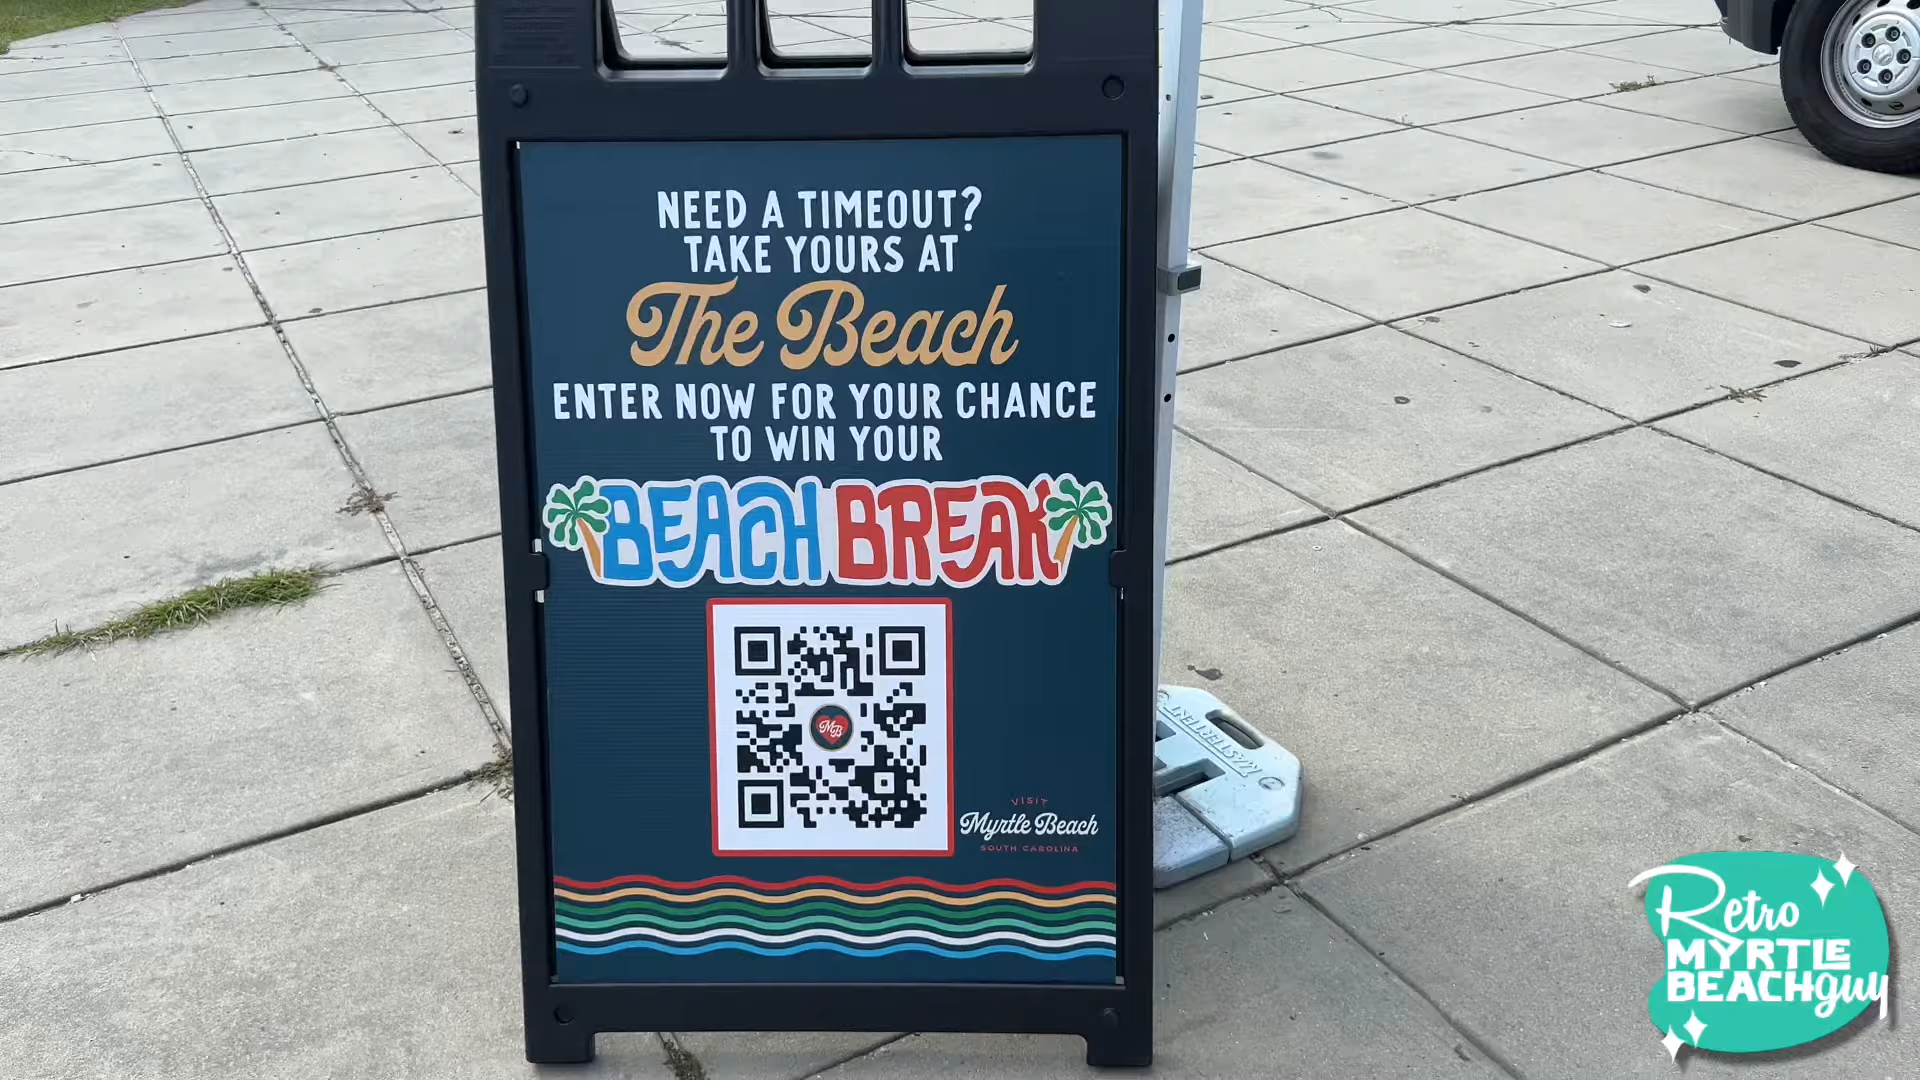 NEED A TIMEOUT?
TAKE YOURS AT
The Beach
ENTER NOW FOR YOUR CHANCE
TO WIN YOUR
BEACH BREAK
MB
VISIT
Myrtle Beach
SOUTH CAROLINA
WASTERTENT
Retro
MYRTLE
BEACHguy